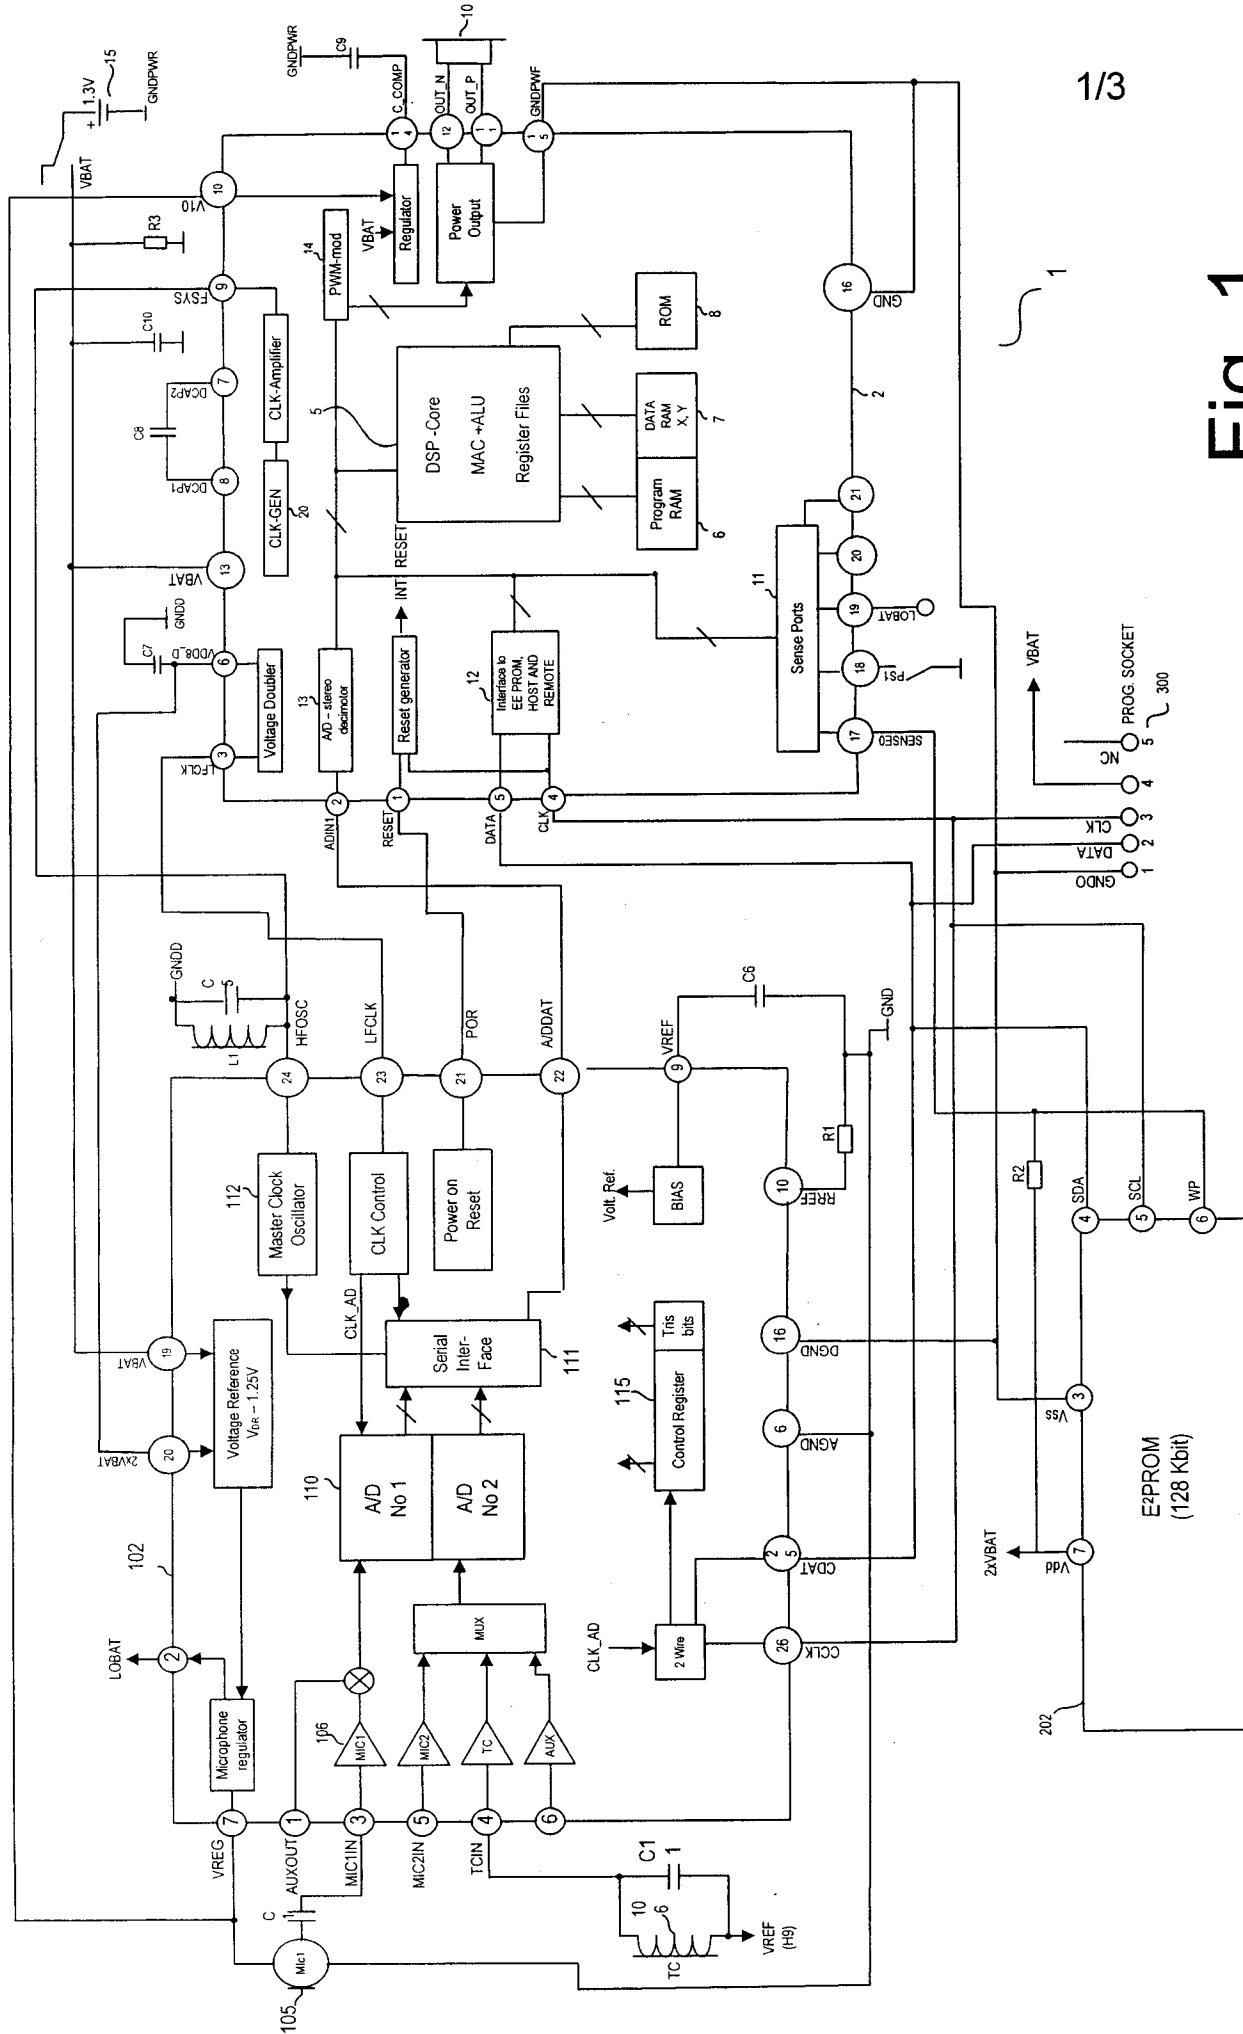 1/3
Fig. 1
1
10
15
1.3V
+
GNDPWR
VBAT
GNDPWR
C9
C_COMP
OUT_N
OUT_P
GNDPWF
V10
10
1 4
12
1 1
1 5
R3
FSYS
9
C10
DCAP2
7
C8
DCAP1
8
VBAT
13
GNDD
C7
VDD8_D
6
LFCLK
3
Voltage Doubler
CLK-Amplifier
CLK-GEN
20
14
PWM-mod
VBAT
Regulator
Power
Output
5
DSP -Core
MAC +ALU
Register Files
ROM
8
DATA
RAM
X, Y
7
Program
RAM
6
INT RESET
13
A/D – stereo
decimotor
Reset generator
12
Interface to
EE PROM,
HOST AND
REMOTE
11
Sense Ports
16
GND
2
21
20
19
LOBAT
18
PS1
17
SENSE0
2
ADIN1
1
RESET
5
DATA
4
CLK
VBAT
PROG. SOCKET
300
NC
5
4
CLK
3
DATA
2
GNDO
1
GNDD
C
5
L1
HFOSC
LFCLK
POR
A/DDAT
24
23
21
22
112
Master Clock
Oscillator
CLK Control
Power on
Reset
CLK_AD
Serial
Inter-
Face
111
VREF
9
C6
GND
Volt. Ref.
BIAS
R1
10
RREF
VBAT
19
2xVBAT
20
Voltage Reference
VDR – 1.25V
102
110
A/D
No 1
A/D
No 2
115
Tris
bits
Control Register
16
DGND
6
AGND
2 5
CDAT
26
CCLK
CLK_AD
2 Wire
LOBAT
2
Microphone
regulator
MUX
106
MIC1
MIC2
TC
AUX
7
1
3
5
4
6
VREG
AUXOUT
MIC1IN
MIC2IN
TCIN
C
1
Mic1
105
C1
1
10
6
TC
VREF
(H9)
R2
4
SDA
5
SCL
6
WP
3
Vss
7
Vdd
2xVBAT
E²PROM
(128 Kbit)
202